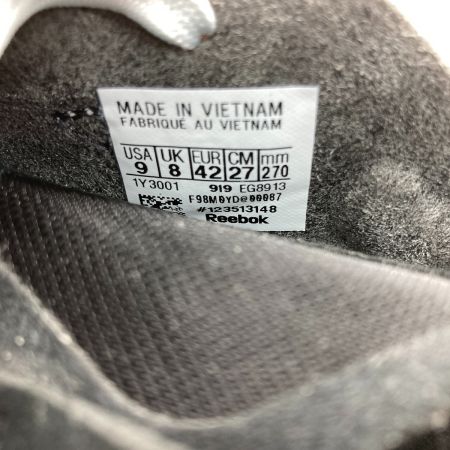 MADE IN VIETNAM
FABRIQUÉ AU VIETNAM
USA UK EUR CM mm
9 8 42 27 270
1Y3001 919 EG8913
F98M0YD@00087
#123513148
Reebok